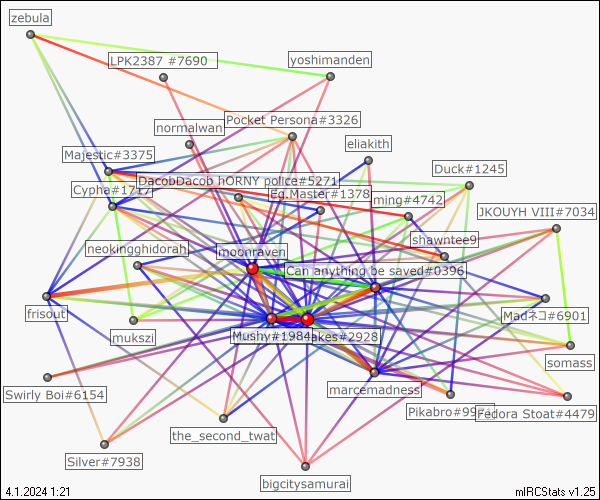 zebula
LPK2387 #7690
yoshimanden
Pocket Persona#3326
normalwan
eliakith
Majestic#3375
Duck#1245
DacobDacob hORNY police#5271
Cypha#1717
Eg.Master#1378
ming#4742
JKOUYH VIII#7034
shawntee9
neokingghidorah
moonraven
Can anything be saved#0396
frisout
Madネコ#6901
mukszi
Mushy#1984
akes#2928
somass
marcemadness
Swirly Boi#6154
Pikabro#99
Fedora Stoat#4479
the_second_twat
Silver#7938
bigcitysamurai
4.1.2024 1:21
mIRCStats v1.25